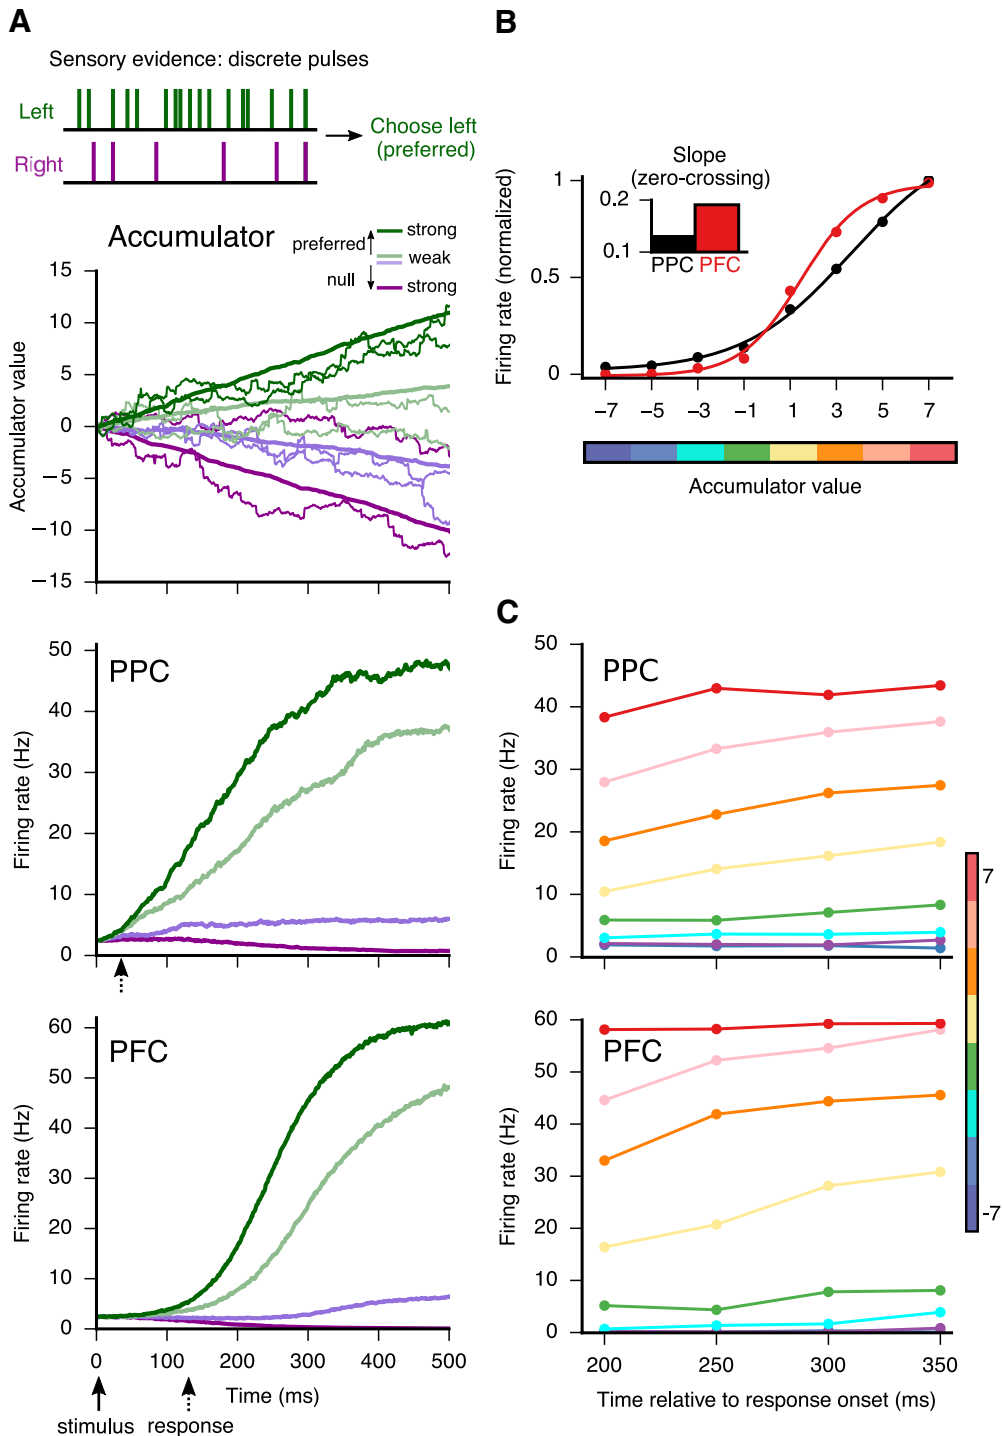 A
Sensory evidence: discrete pulses
Left
Right
Choose left
(preferred)
Accumulator
preferred
null
strong
weak
strong
15
10
5
0
−5
−10
−15
Accumulator value
PPC
50
40
30
20
10
0
Firing rate (Hz)
PFC
60
50
40
30
20
10
0
Firing rate (Hz)
0 100 200 300 400 500
Time (ms)
stimulus response
B
Slope
(zero-crossing)
0.2
0.1
PPC PFC
1
0.5
0
Firing rate (normalized)
−7 −5 −3 −1 1 3 5 7
Accumulator value
C
PPC
50
40
30
20
10
0
Firing rate (Hz)
PFC
60
50
40
30
20
10
0
Firing rate (Hz)
200 250 300 350
Time relative to response onset (ms)
7
-7